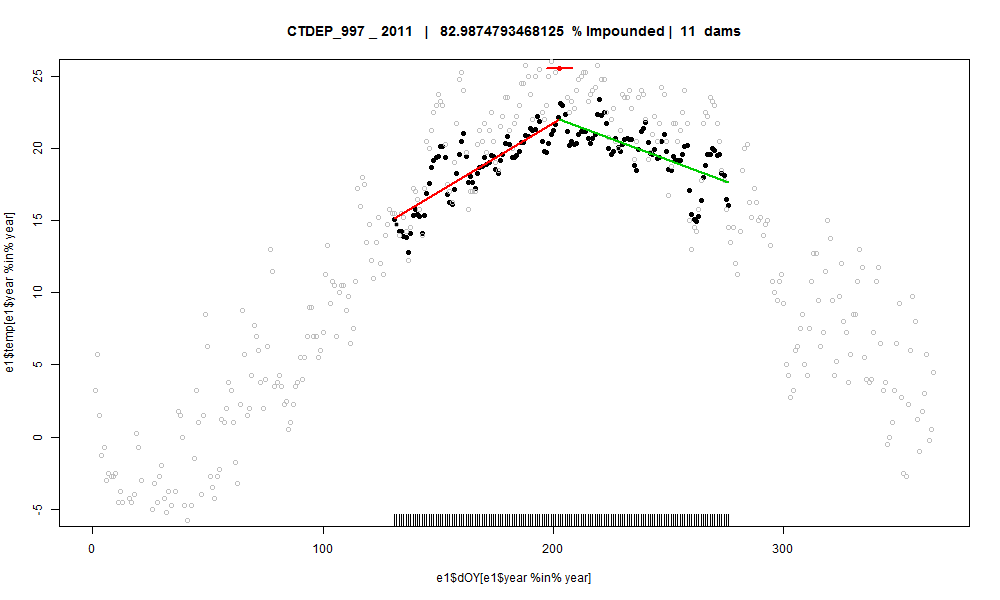 CTDEP_997 _ 2011 | 82.9874793468125 % Impounded | 11 dams
25
20
15
10
5
0
-5
e1$temp[e1$year %in% year]
0 100 200 300
e1$dOY[e1$year %in% year]